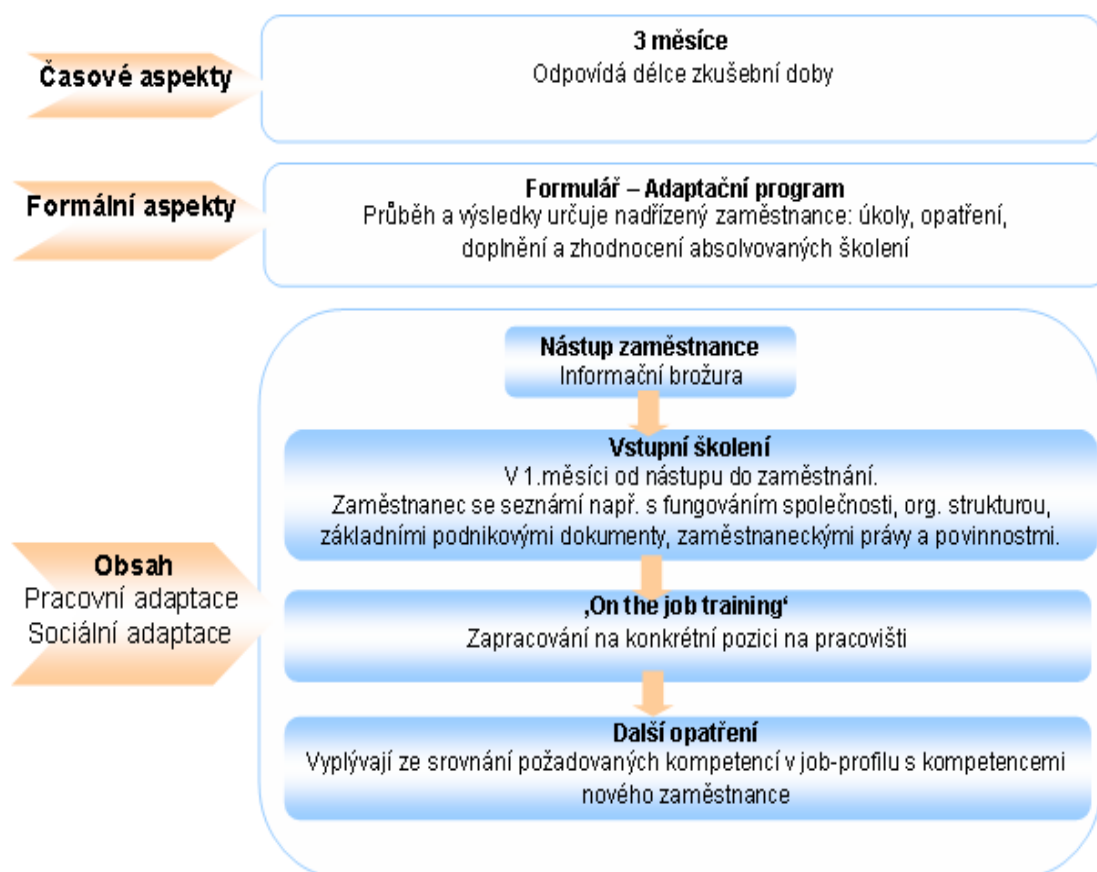 Časové aspekty
3 měsíce
Odpovídá délce zkušební doby
Formální aspekty
Formulář – Adaptační program
Průběh a výsledky určuje nadřízený zaměstnance: úkoly, opatření,
doplnění a zhodnocení absolvovaných školení
Obsah
Pracovní adaptace
Sociální adaptace
Nástup zaměstnance
Informační brožura
Vstupní školení
V 1.měsíci od nástupu do zaměstnání.
Zaměstnanec se seznámí např. s fungováním společnosti, org. strukturou,
základními podnikovými dokumenty, zaměstnaneckými právy a povinnostmi.
‚On the job training‘
Zapracování na konkrétní pozici na pracovišti
Další opatření
Vyplývají ze srovnání požadovaných kompetencí v job-profilu s kompetencemi
nového zaměstnance